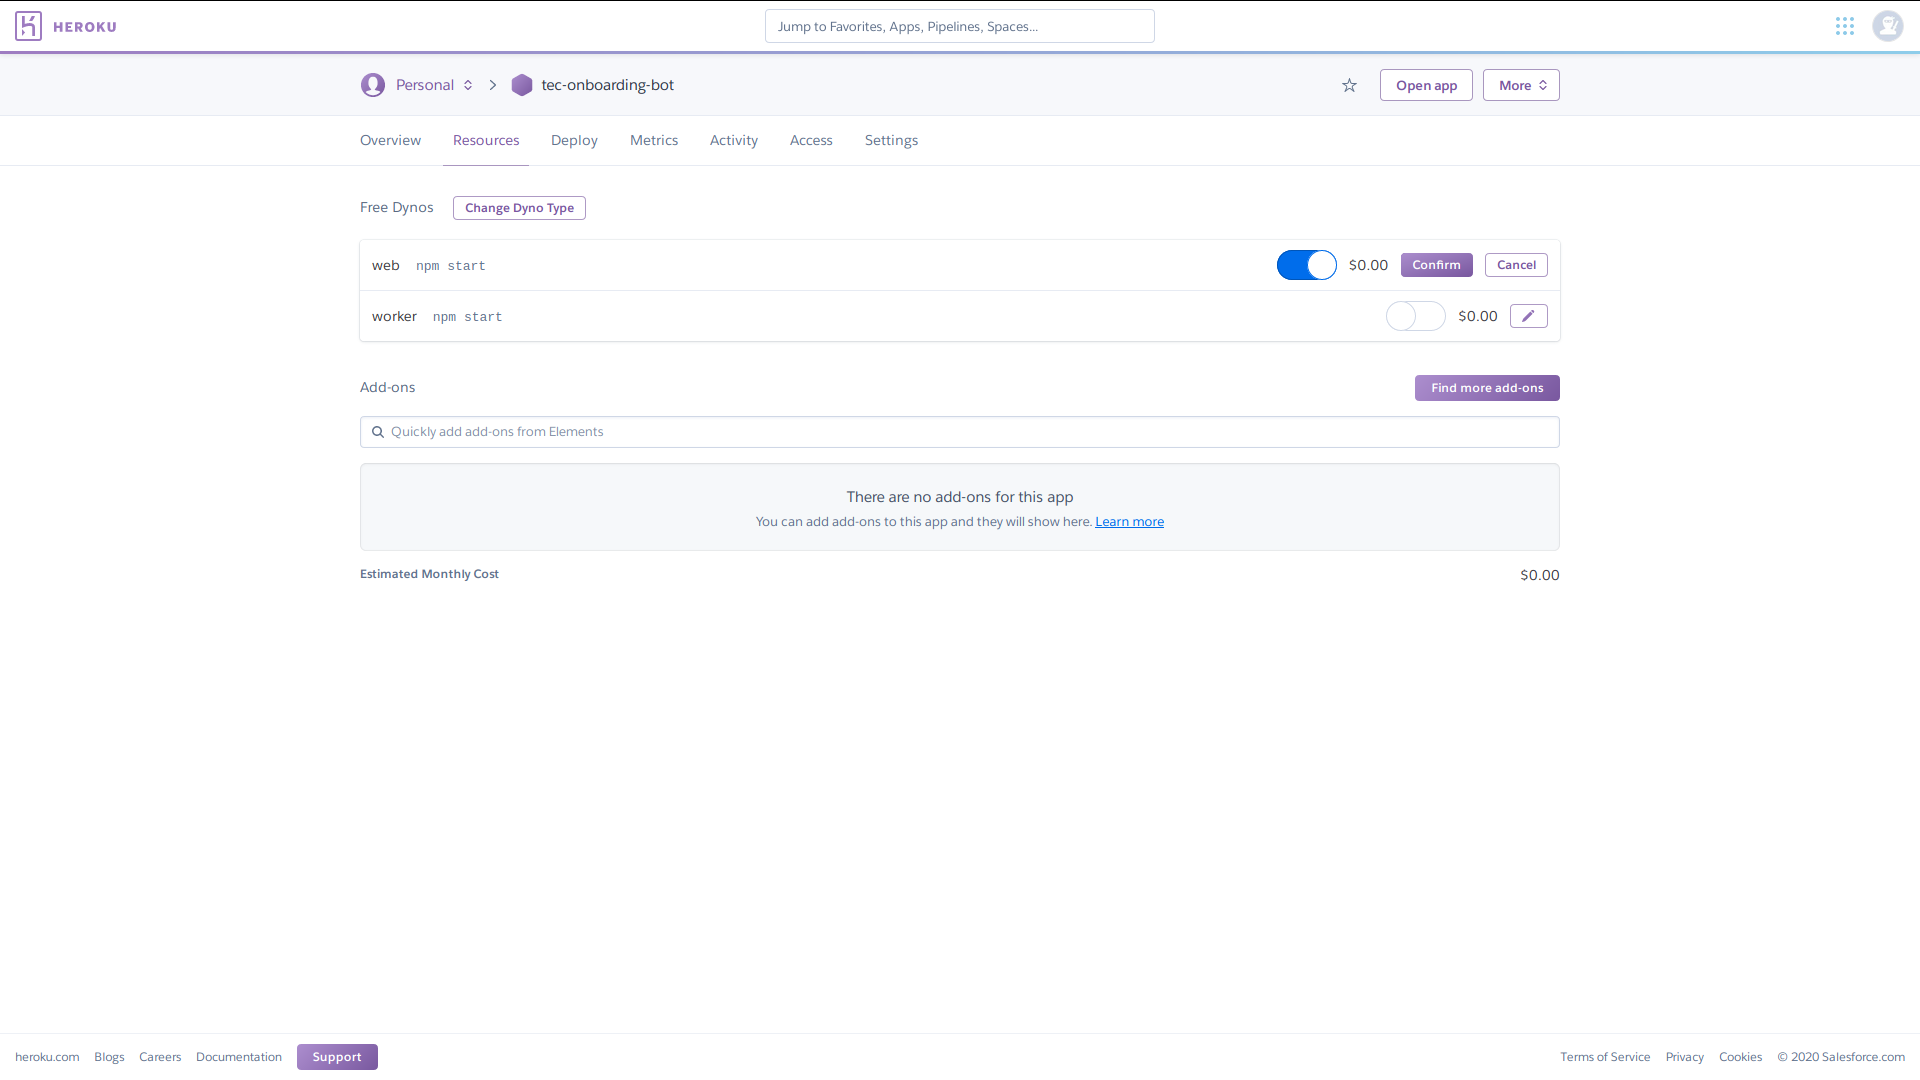 HEROKU
Jump to Favorites, Apps, Pipelines, Spaces...
Personal
tec-onboarding-bot
Open app
More
Overview
Resources
Deploy
Metrics
Activity
Access
Settings
Free Dynos
Change Dyno Type
web npm start
$0.00
Confirm
Cancel
worker npm start
$0.00
Add-ons
Find more add-ons
Quickly add add-ons from Elements
There are no add-ons for this app
You can add add-ons to this app and they will show here. Learn more
Estimated Monthly Cost
$0.00
heroku.com
Blogs
Careers
Documentation
Support
Terms of Service
Privacy
Cookies
© 2020 Salesforce.com